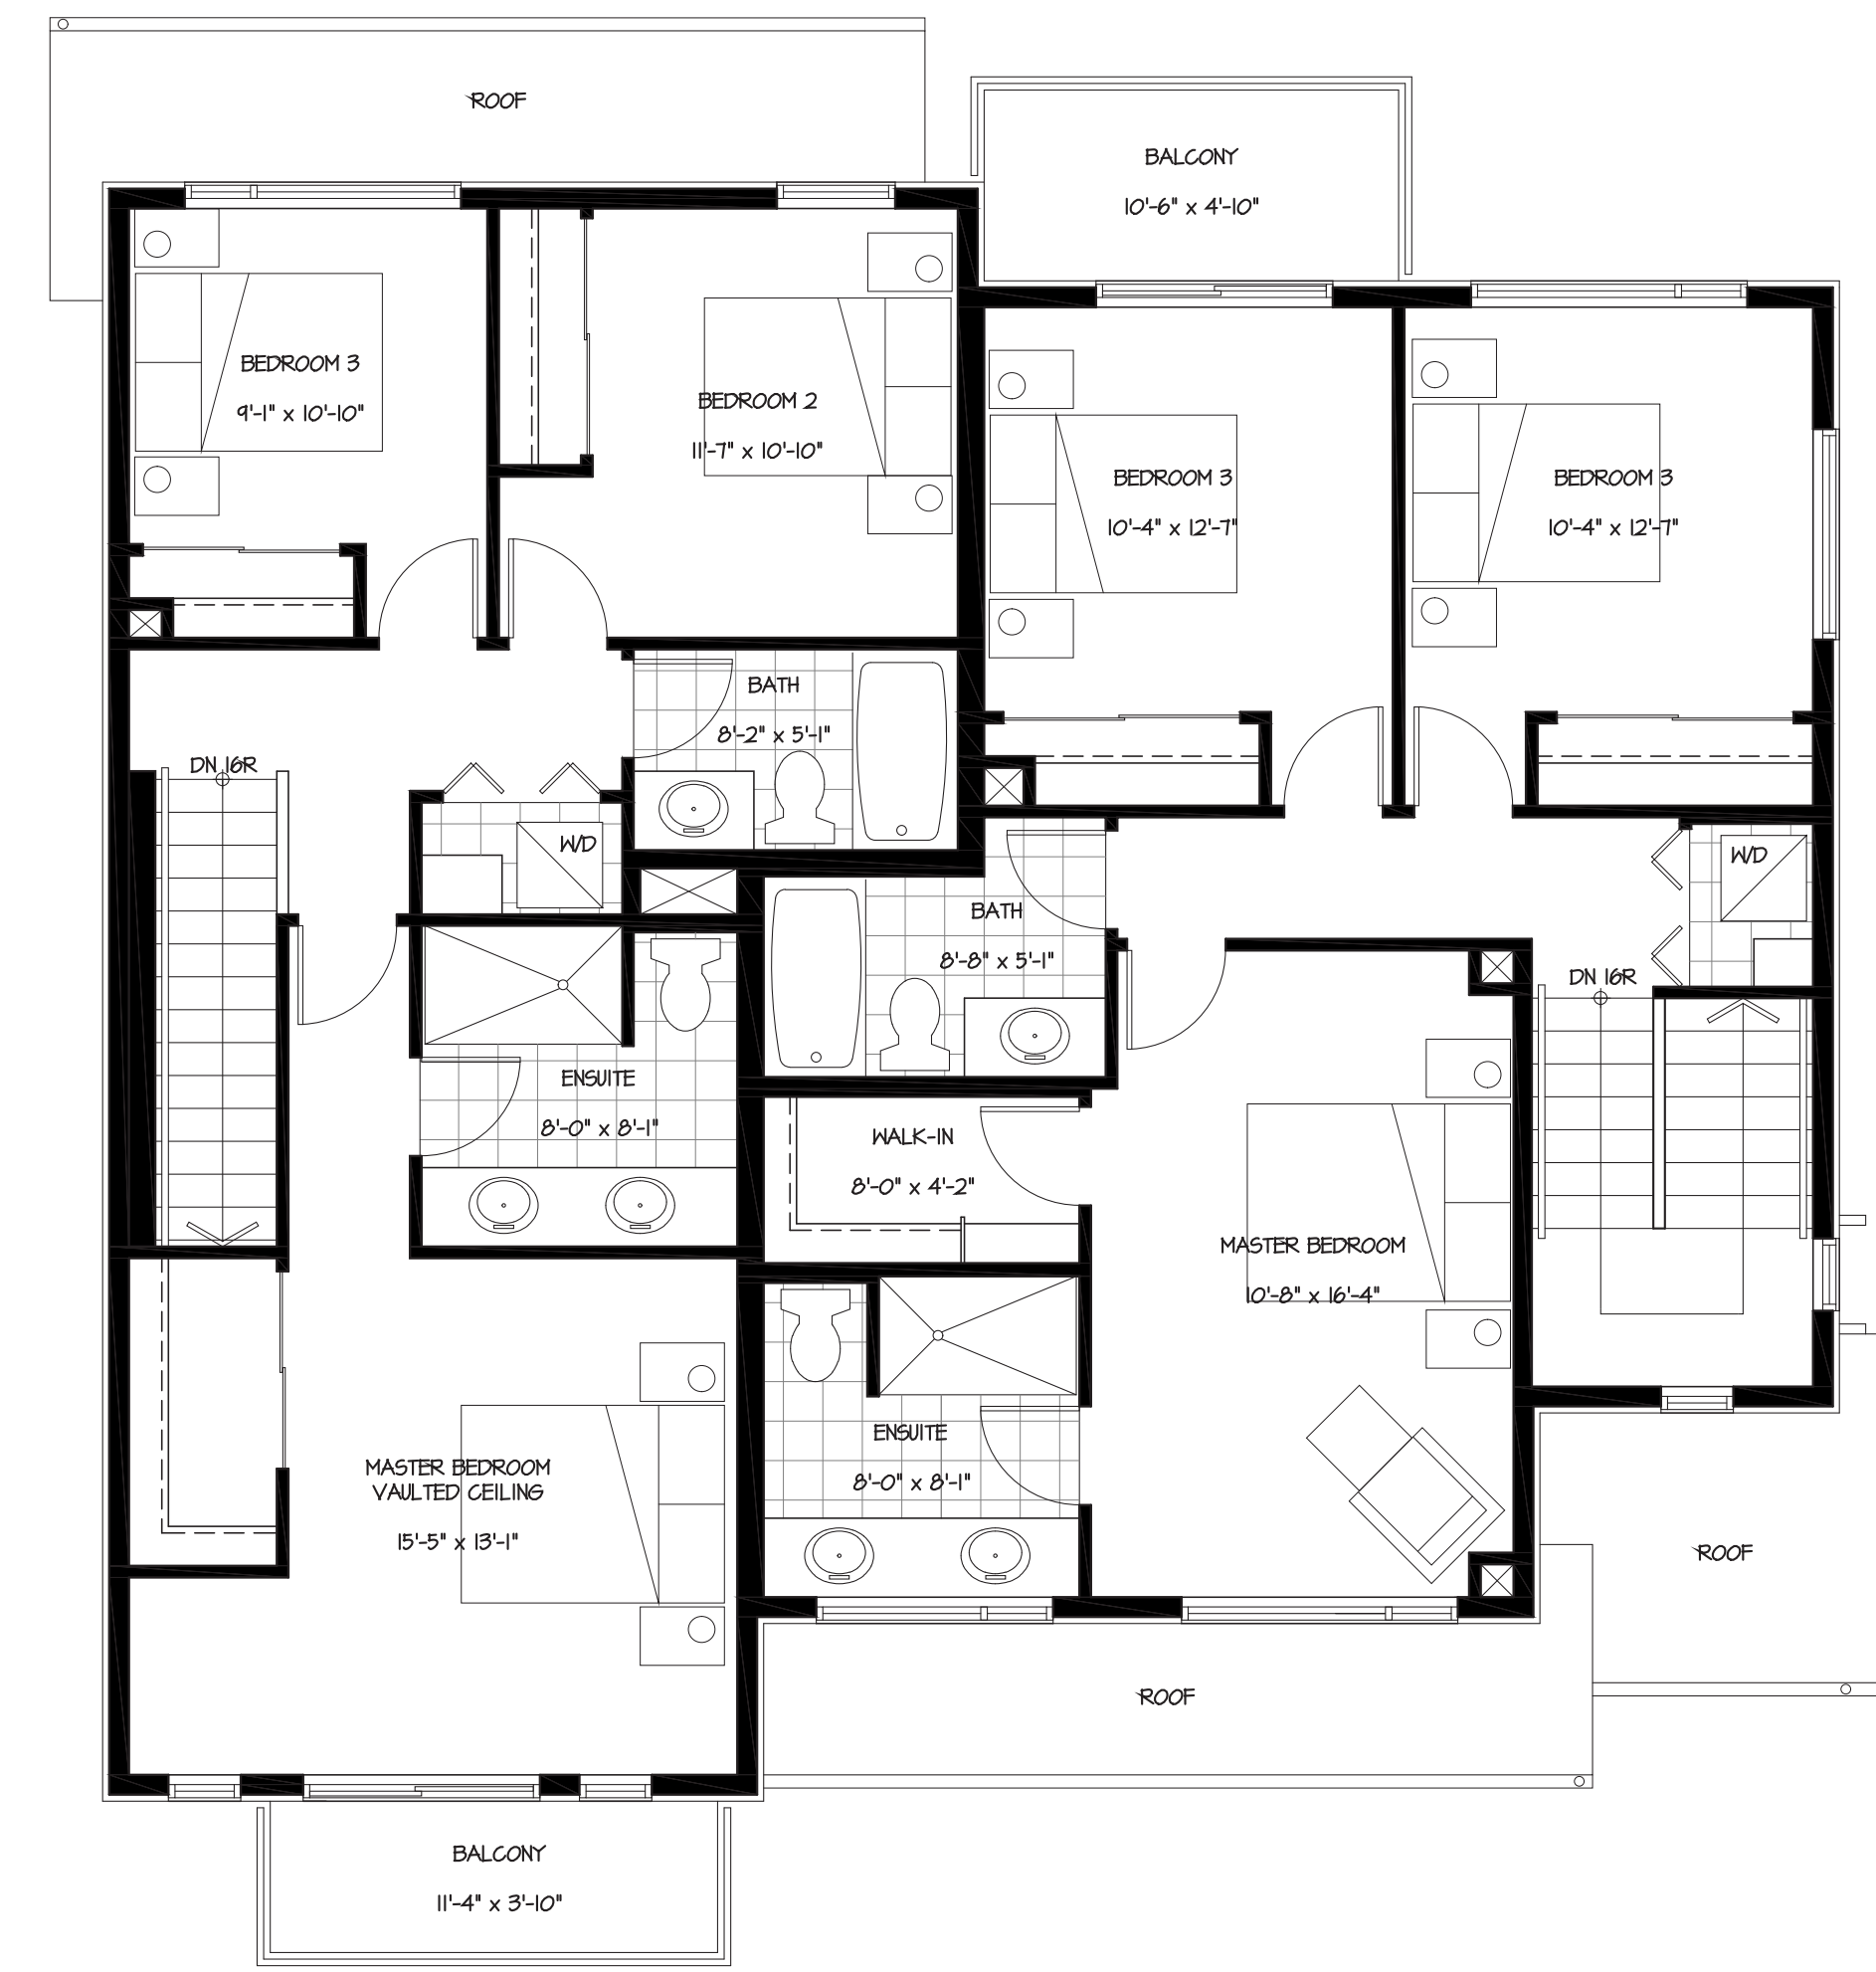 ROOF
BALCONY
10'-6" x 4'-10"
BEDROOM 3
9'-1" x 10'-10"
BEDROOM 2
11'-7" x 10'-10"
BEDROOM 3
10'-4" x 12'-7"
BEDROOM 3
10'-4" x 12'-7"
BATH
8'-2" x 5'-1"
DN 16R
W/D
W/D
BATH
8'-8" x 5'-1"
DN 16R
ENSUITE
8'-0" x 8'-1"
WALK-IN
8'-0" x 4'-2"
MASTER BEDROOM
10'-8" x 16'-4"
ENSUITE
8'-0" x 8'-1"
MASTER BEDROOM
VAULTED CEILING
15'-5" x 13'-1"
ROOF
ROOF
BALCONY
11'-4" x 3'-10"